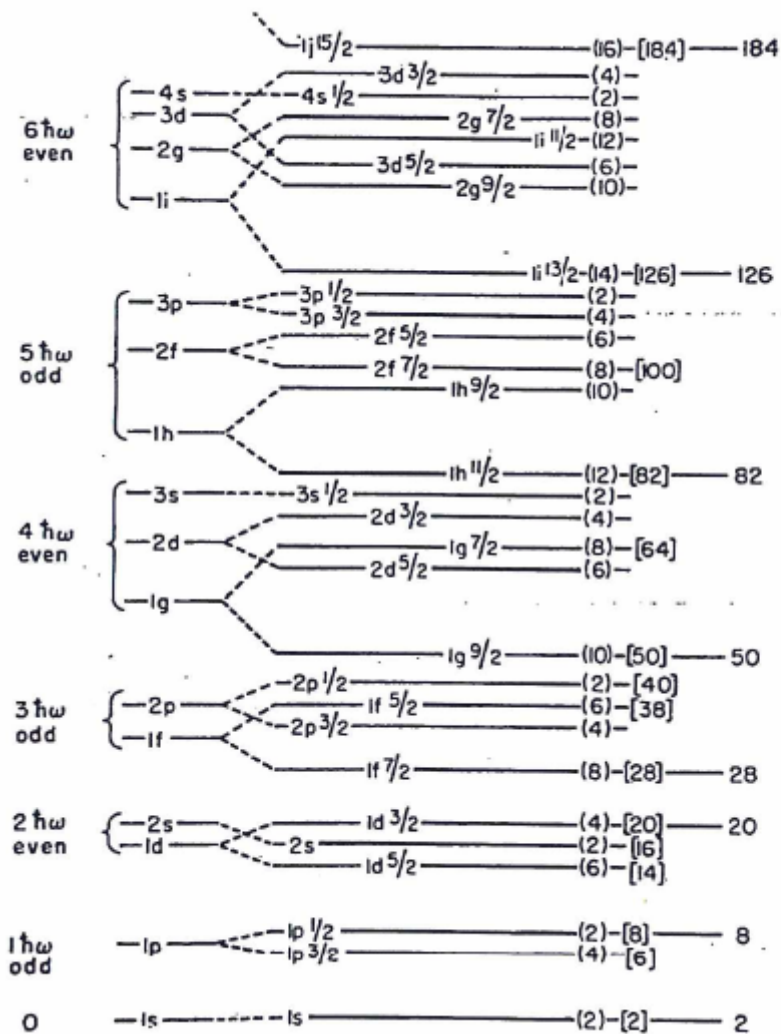 1j 15/2 (16) [184] 184
3d 3/2 (4)
4s 4s 1/2 (2)
3d
2g 7/2 (8)
6ħω even
1i 11/2 (12)
2g
3d 5/2 (6)
2g 9/2 (10)
1i
1i 13/2 (14) [126] 126
3p 1/2 (2)
3p
3p 3/2 (4)
2f 5/2 (6)
5ħω odd
2f
2f 7/2 (8) [100]
1h 9/2 (10)
1h
1h 11/2 (12) [82] 82
3s 3s 1/2 (2)
2d 3/2 (4)
4ħω even
2d
1g 7/2 (8) [64]
2d 5/2 (6)
1g
1g 9/2 (10) [50] 50
2p 1/2 (2) [40]
3ħω odd
2p
1f 5/2 (6) [38]
2p 3/2 (4)
1f
1f 7/2 (8) [28] 28
2ħω even
2s
1d 3/2 (4) [20] 20
1d
2s (2) [16]
1d 5/2 (6) [14]
1p 1/2 (2) [8] 8
1ħω odd
1p
1p 3/2 (4) [6]
0 1s 1s (2) [2] 2